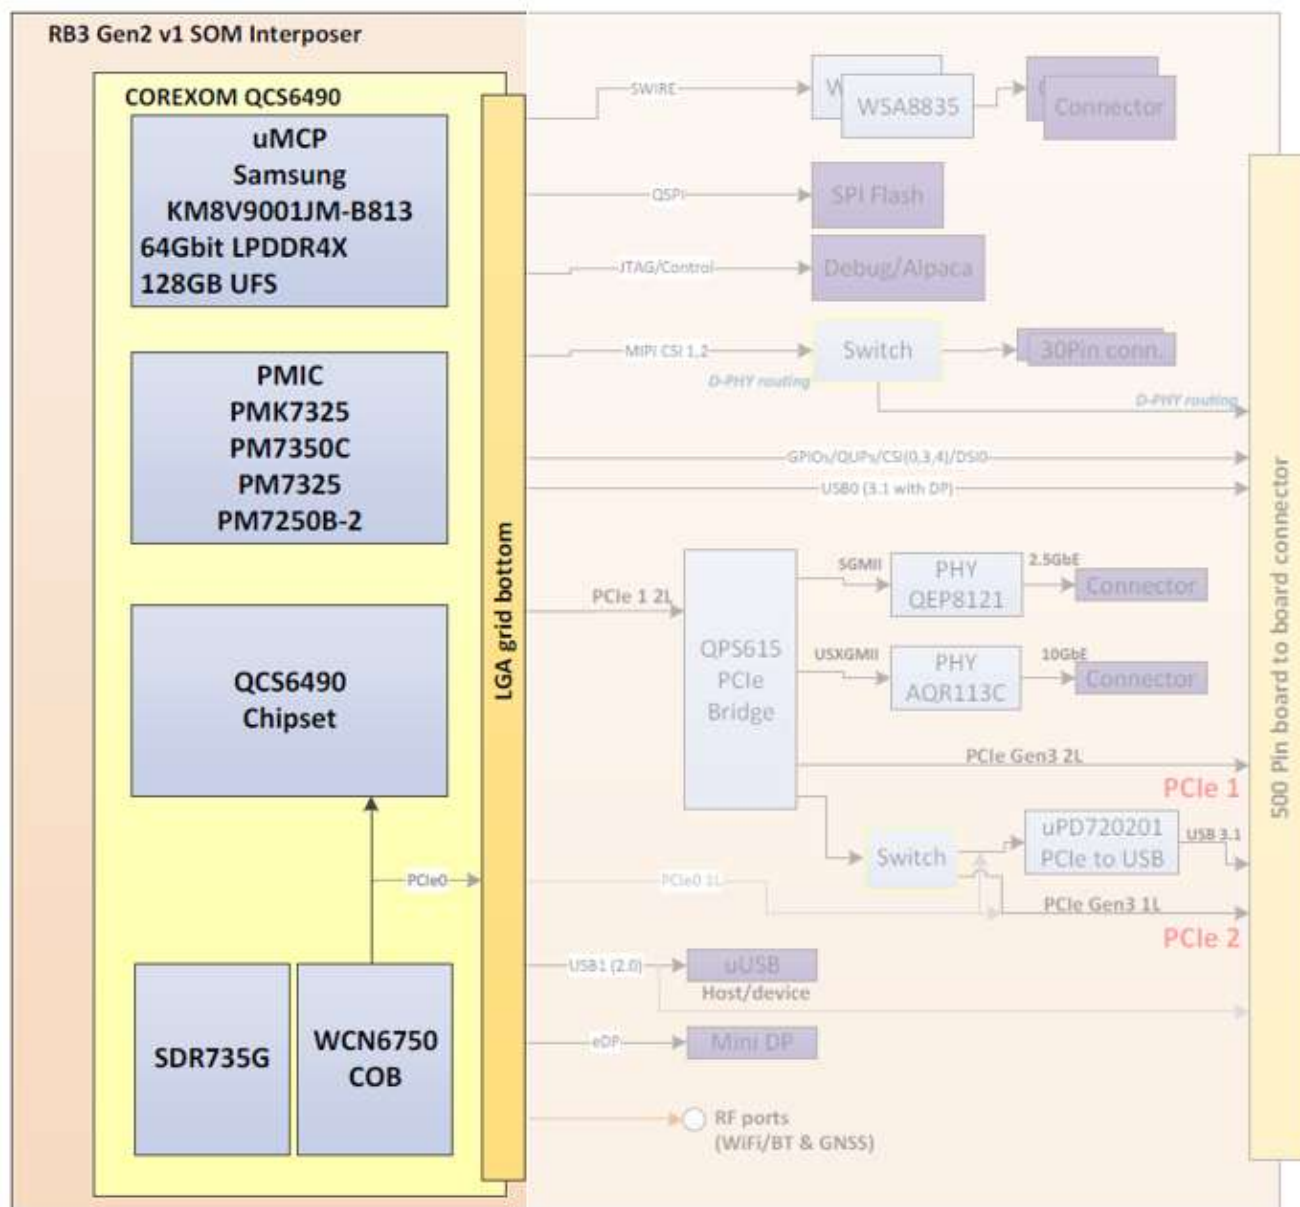 RB3 Gen2 v1 SOM Interposer
COREXOM QCS6490
uMCP
Samsung
KM8V9001JM-B813
64Gbit LPDDR4X
128GB UFS
PMIC
PMK7325
PM7350C
PM7325
PM7250B-2
QCS6490
Chipset
PCIe0
SDR735G
WCN6750
COB
LGA grid bottom
SWIRE
WSA8835
Connector
QSPI
SPI Flash
JTAG/Control
Debug/Alpaca
MIPI CSI 1,2
D-PHY routing
Switch
30Pin conn.
D-PHY routing
GPIOs/QUPs/CSI(0,3,4)/DSI0
USB0 (3.1 with DP)
PCIe 1 2L
QPS615
PCIe
Bridge
SGMII
PHY
QEP8121
2.5GbE
Connector
USXGMII
PHY
AQR113C
10GbE
Connector
PCIe Gen3 2L
PCIe 1
Switch
uPD720201
PCIe to USB
USB 3.1
PCIe0 1L
PCIe Gen3 1L
PCIe 2
USB1 (2.0)
uUSB
Host/device
eDP
Mini DP
RF ports
(WiFi/BT & GNSS)
500 Pin board to board connector